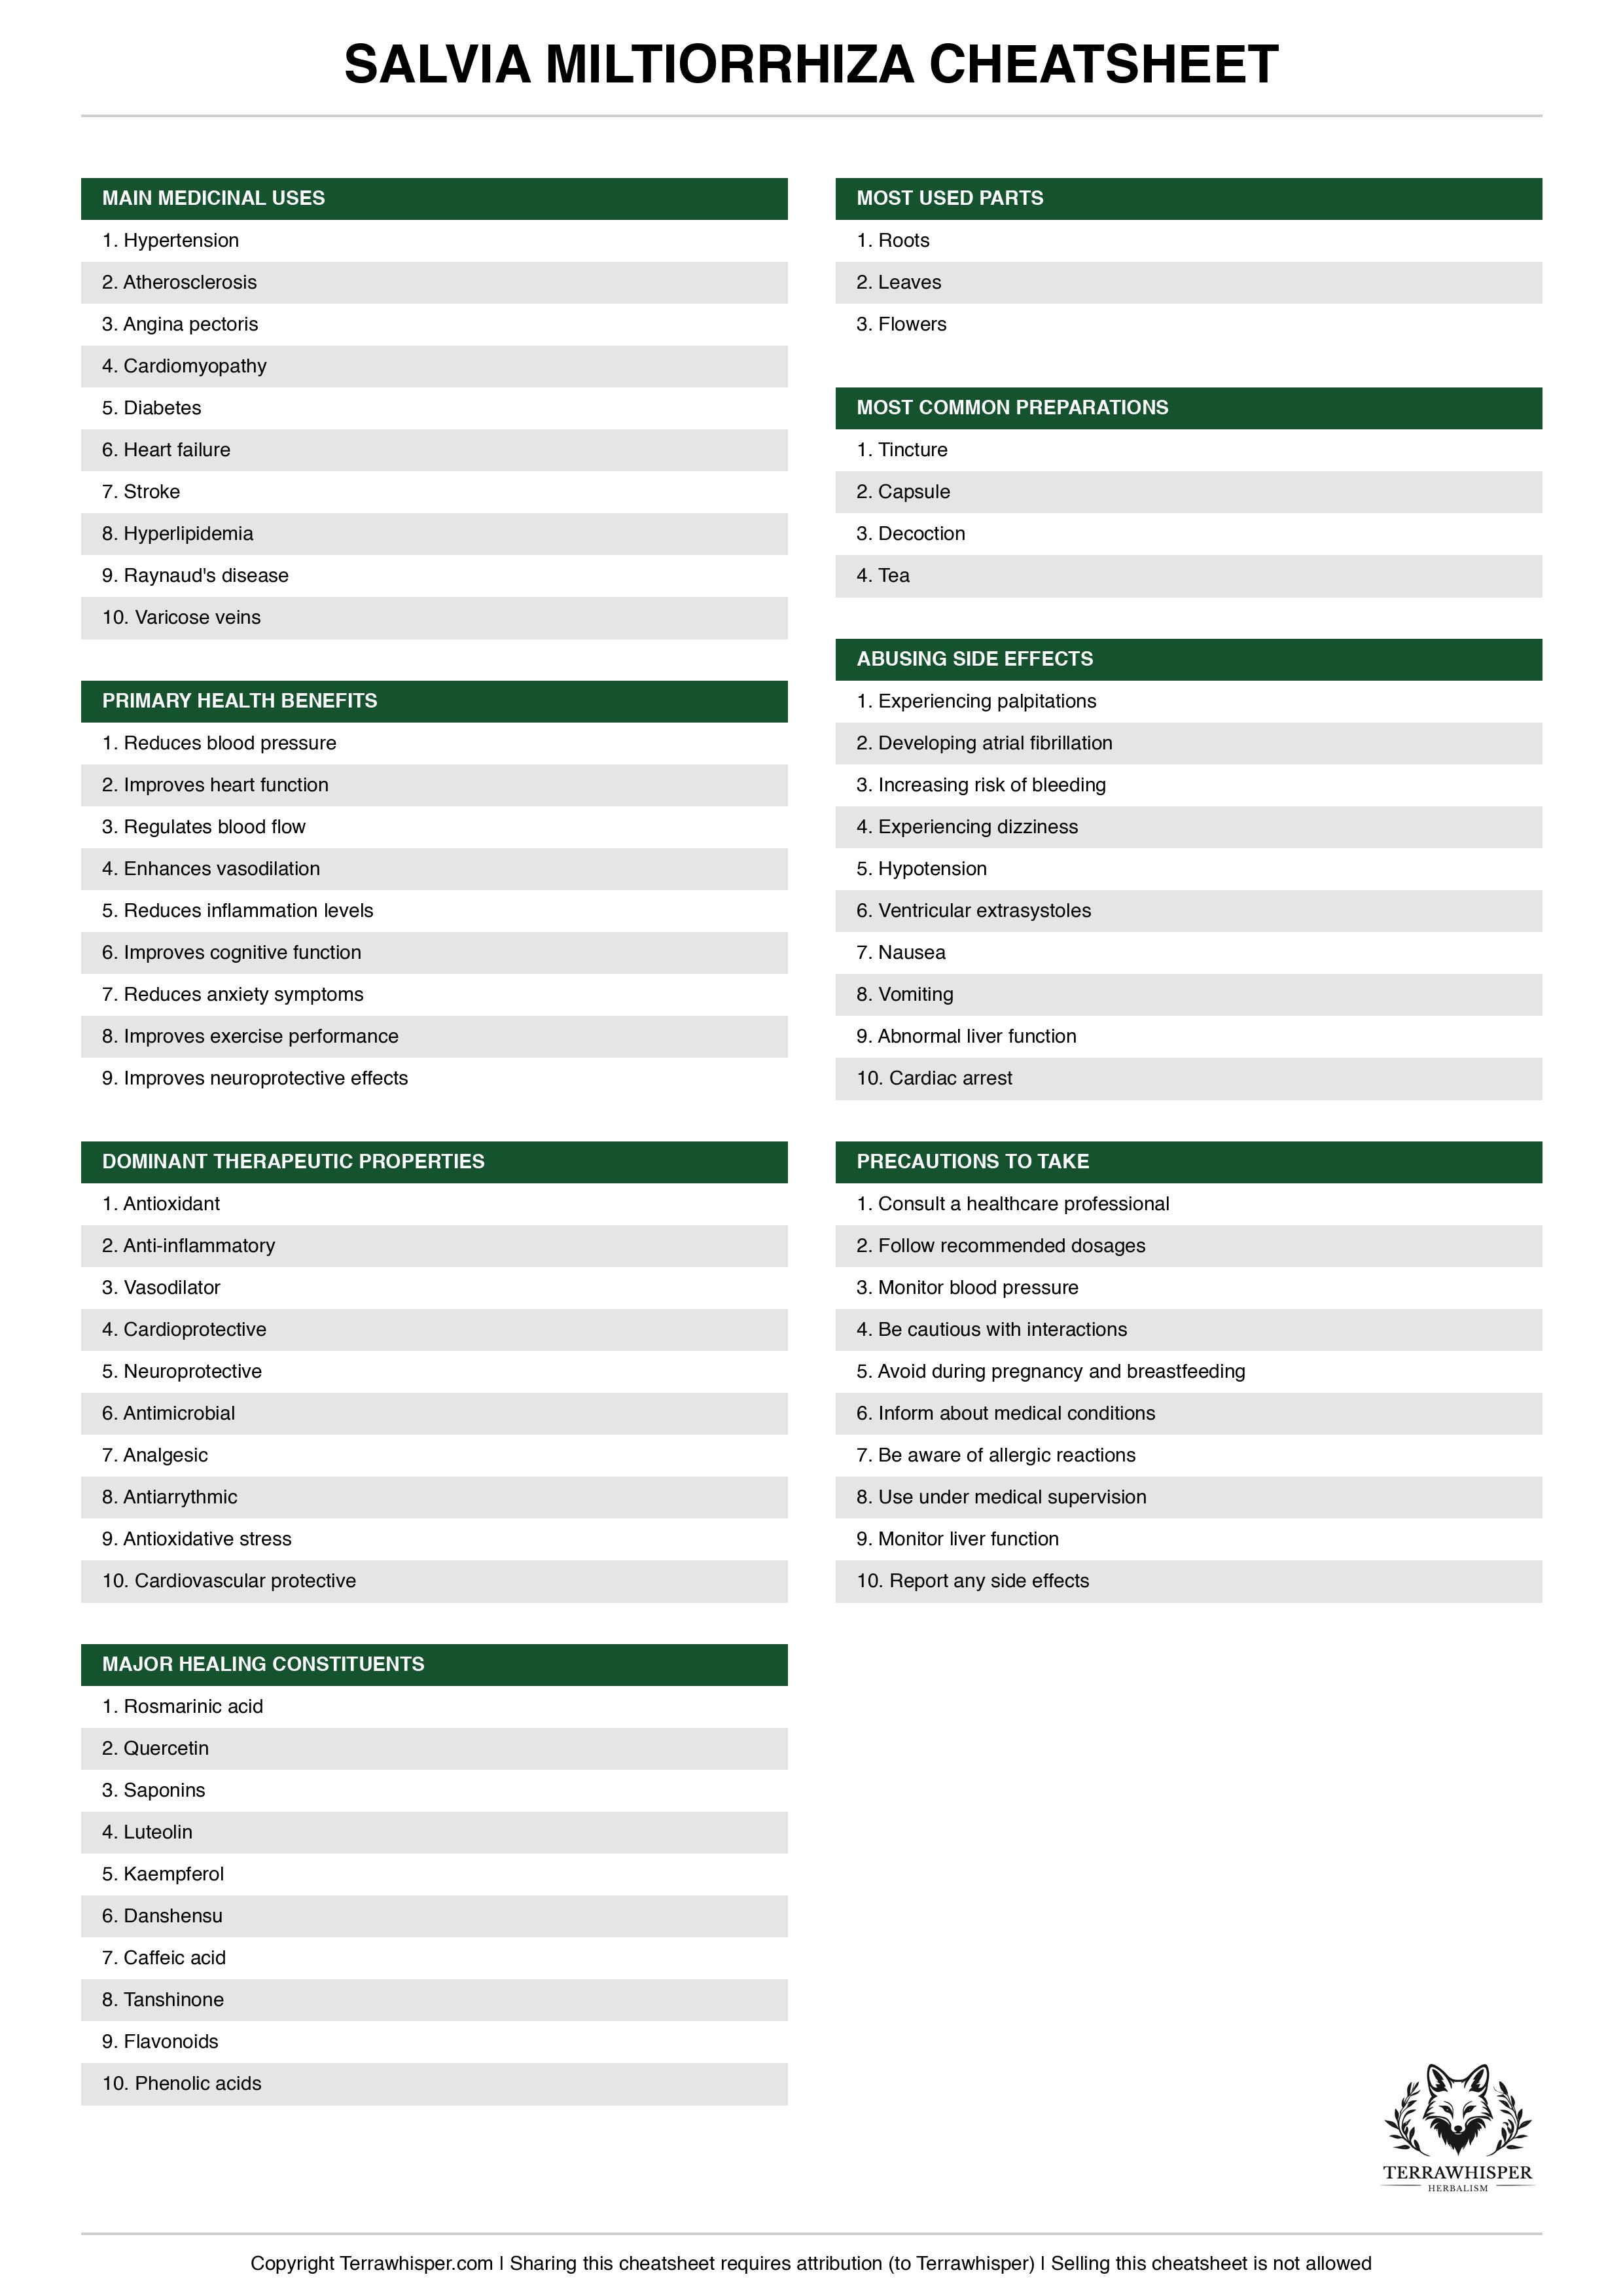 SALVIA MILTIORRHIZA CHEATSHEET
MAIN MEDICINAL USES
1. Hypertension
2. Atherosclerosis
3. Angina pectoris
4. Cardiomyopathy
5. Diabetes
6. Heart failure
7. Stroke
8. Hyperlipidemia
9. Raynaud's disease
10. Varicose veins
PRIMARY HEALTH BENEFITS
1. Reduces blood pressure
2. Improves heart function
3. Regulates blood flow
4. Enhances vasodilation
5. Reduces inflammation levels
6. Improves cognitive function
7. Reduces anxiety symptoms
8. Improves exercise performance
9. Improves neuroprotective effects
DOMINANT THERAPEUTIC PROPERTIES
1. Antioxidant
2. Anti-inflammatory
3. Vasodilator
4. Cardioprotective
5. Neuroprotective
6. Antimicrobial
7. Analgesic
8. Antiarrythmic
9. Antioxidative stress
10. Cardiovascular protective
MAJOR HEALING CONSTITUENTS
1. Rosmarinic acid
2. Quercetin
3. Saponins
4. Luteolin
5. Kaempferol
6. Danshensu
7. Caffeic acid
8. Tanshinone
9. Flavonoids
10. Phenolic acids
MOST USED PARTS
1. Roots
2. Leaves
3. Flowers
MOST COMMON PREPARATIONS
1. Tincture
2. Capsule
3. Decoction
4. Tea
ABUSING SIDE EFFECTS
1. Experiencing palpitations
2. Developing atrial fibrillation
3. Increasing risk of bleeding
4. Experiencing dizziness
5. Hypotension
6. Ventricular extrasystoles
7. Nausea
8. Vomiting
9. Abnormal liver function
10. Cardiac arrest
PRECAUTIONS TO TAKE
1. Consult a healthcare professional
2. Follow recommended dosages
3. Monitor blood pressure
4. Be cautious with interactions
5. Avoid during pregnancy and breastfeeding
6. Inform about medical conditions
7. Be aware of allergic reactions
8. Use under medical supervision
9. Monitor liver function
10. Report any side effects
TERRAWHISPER
HERBALISM
Copyright Terrawhisper.com | Sharing this cheatsheet requires attribution (to Terrawhisper) | Selling this cheatsheet is not allowed